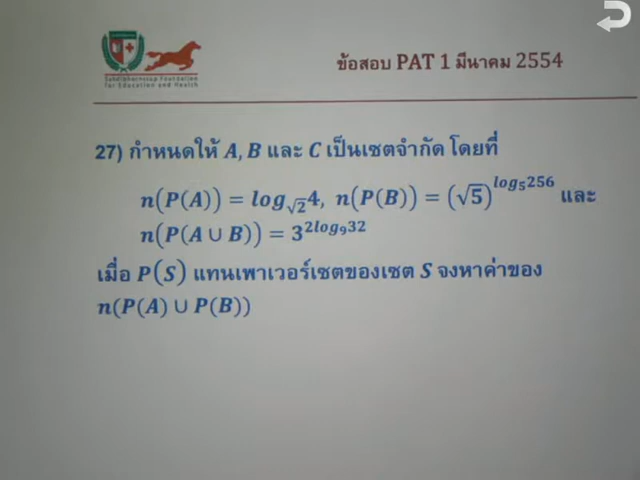 ข้อสอบ PAT 1 มีนาคม 2554
for Education and Health
27) กำหนดให้ A, B และ C เป็นเซตจำกัด โดยที่
n(P(A)) = log_{√2}4, n(P(B)) = (√5)^{log_5 256} และ
n(P(A ∪ B)) = 3^{2log_9 32}
เมื่อ P(S) แทนเพาเวอร์เซตของเซต S จงหาค่าของ
n(P(A) ∪ P(B))